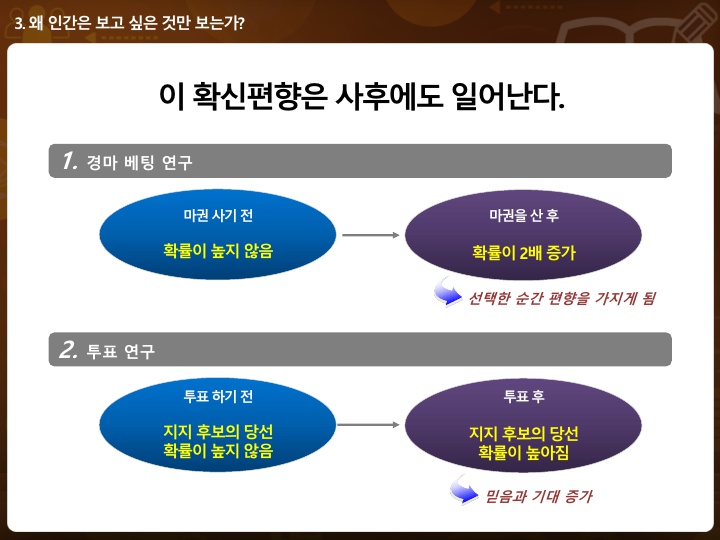 3. 왜 인간은 보고 싶은 것만 보는가?
이 확신편향은 사후에도 일어난다.
1. 경마 베팅 연구
마권 사기 전
확률이 높지 않음
마권을 산 후
확률이 2배 증가
선택한 순간 편향을 가지게 됨
2. 투표 연구
투표 하기 전
지지 후보의 당선
확률이 높지 않음
투표 후
지지 후보의 당선
확률이 높아짐
믿음과 기대 증가